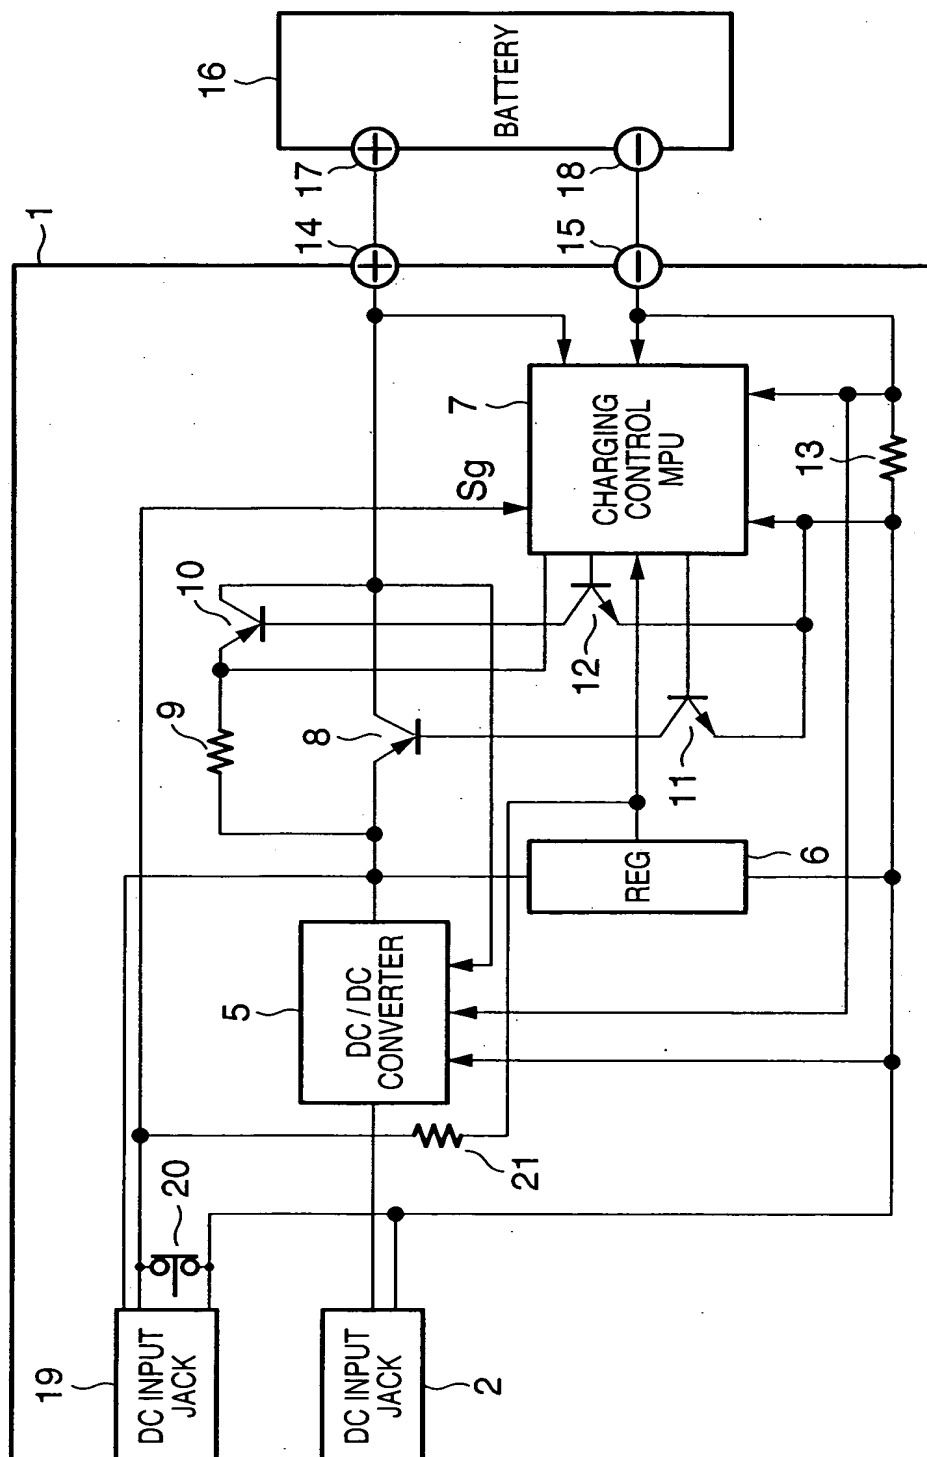 1
16
BATTERY
17
18
14
15
7
CHARGING
CONTROL
MPU
Sg
13
10
12
9
8
11
REG
6
5
DC / DC
CONVERTER
21
20
19
DC INPUT
JACK
DC INPUT
JACK
2